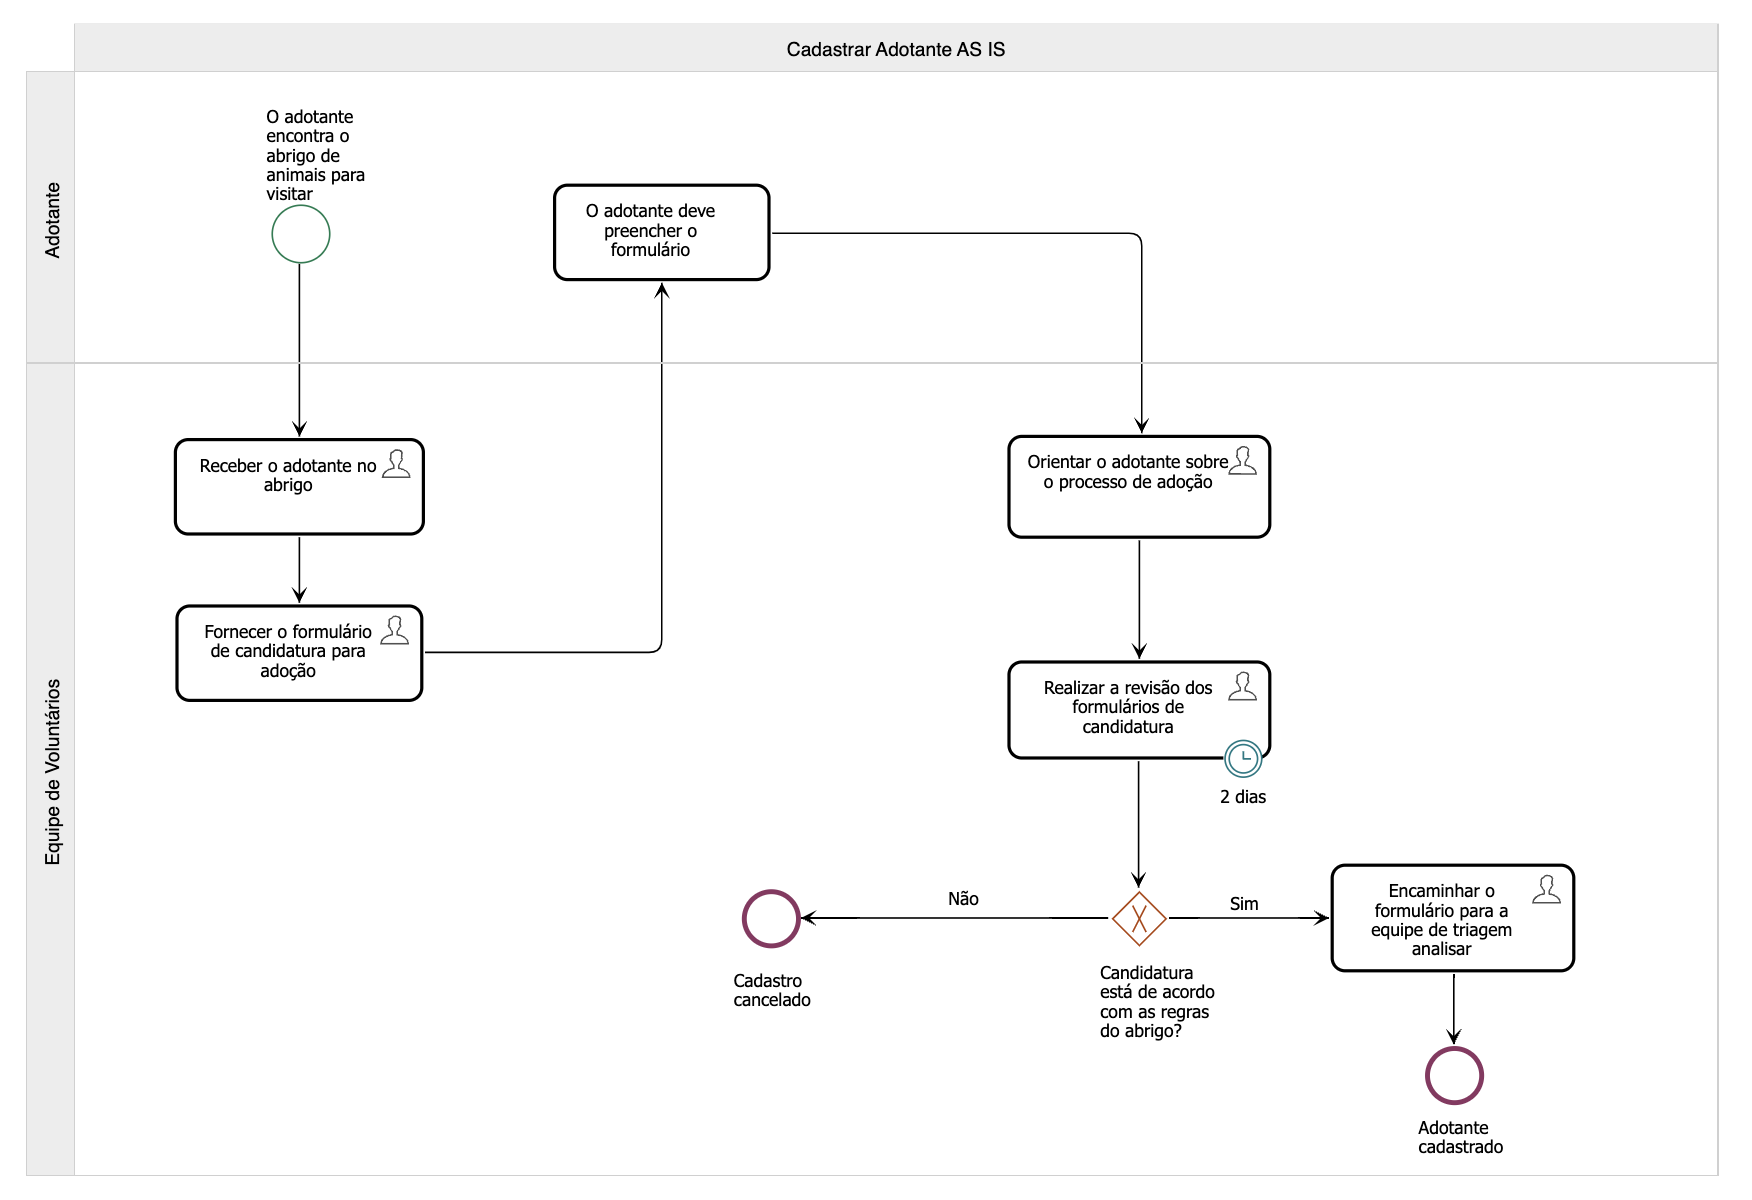 Cadastrar Adotante AS IS
Adotante
O adotante
encontra o
abrigo de
animais para
visitar
O adotante deve
preencher o
formulário
Equipe de Voluntários
Receber o adotante no
abrigo
Fornecer o formulário
de candidatura para
adoção
Orientar o adotante sobre
o processo de adoção
Realizar a revisão dos
formulários de
candidatura
2 dias
Não
Sim
Cadastro
cancelado
Candidatura
está de acordo
com as regras
do abrigo?
Encaminhar o
formulário para a
equipe de triagem
analisar
Adotante
cadastrado